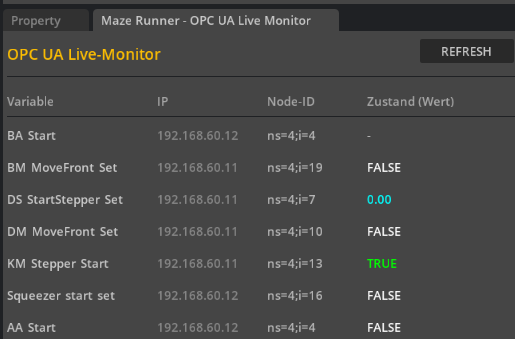 Property Maze Runner - OPC UA Live Monitor
OPC UA Live-Monitor REFRESH
Variable IP Node-ID Zustand (Wert)
BA Start 192.168.60.12 ns=4;i=4 -
BM MoveFront Set 192.168.60.11 ns=4;i=19 FALSE
DS StartStepper Set 192.168.60.11 ns=4;i=7 0.00
DM MoveFront Set 192.168.60.11 ns=4;i=10 FALSE
KM Stepper Start 192.168.60.11 ns=4;i=13 TRUE
Squeezer start set 192.168.60.12 ns=4;i=16 FALSE
AA Start 192.168.60.12 ns=4;i=4 FALSE